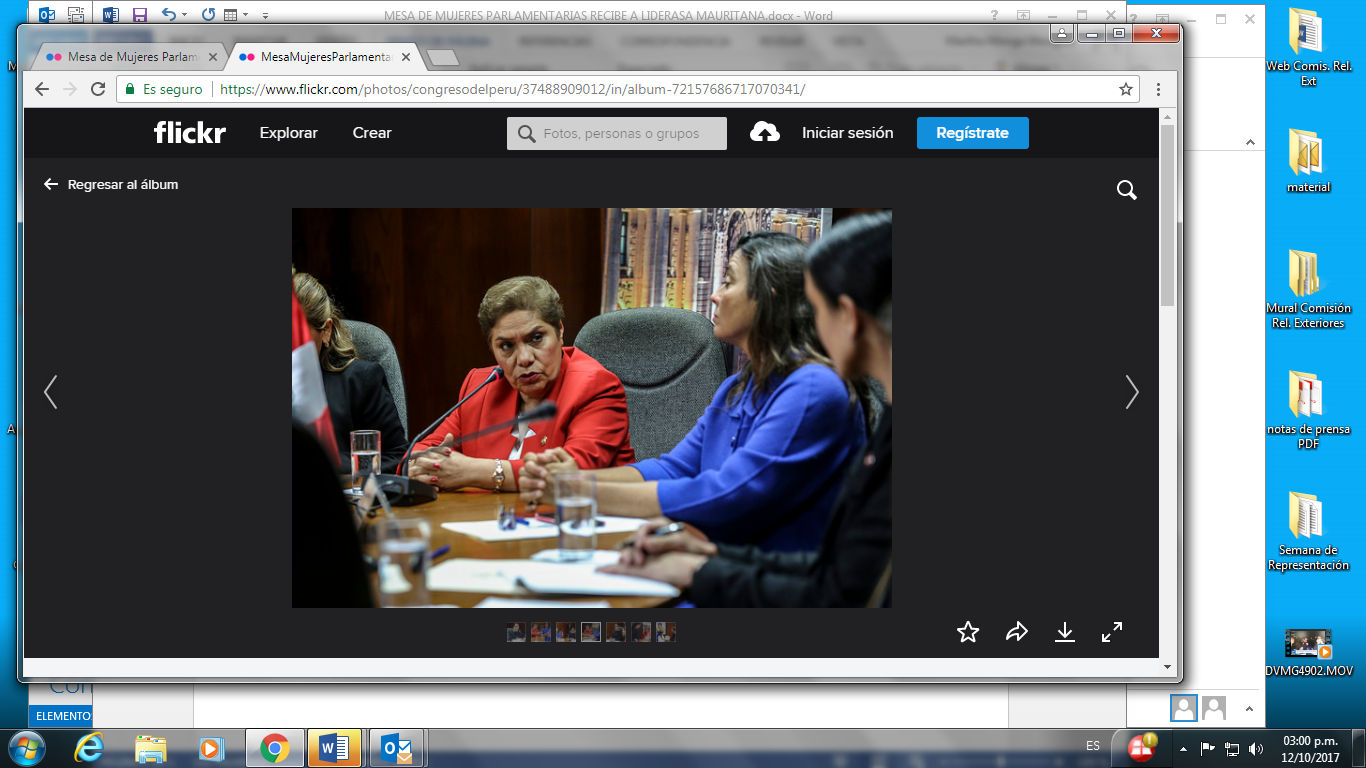 MESA DE MUJERES PARLAMENTARIAS RECIBE A LIDERASA MAURITANA.docx - Word
Mesa de Mujeres Parlam
MesaMujeresParlamenta
Es seguro
https://www.flickr.com/photos/congresodelperu/37488909012/in/album-72157686717070341/
flickr
Explorar
Crear
Fotos, personas o grupos
Iniciar sesión
Regístrate
Regresar al álbum
Web Comis. Rel.
Ext
material
Mural Comisión
Rel. Exteriores
notas de prensa
PDF
Semana de
Representación
DVMG4902.MOV
ELEMENTO
ES
03:00 p.m.
12/10/2017